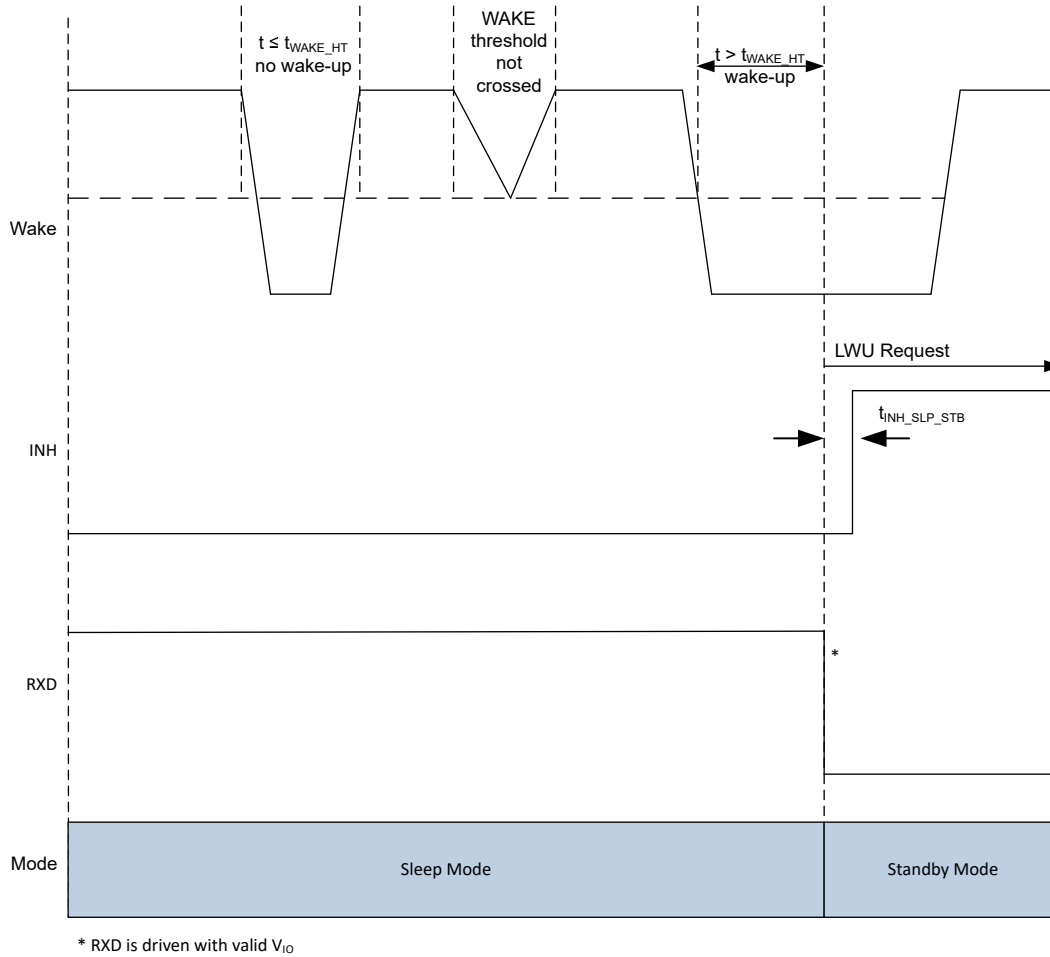 t ≤ tWAKE_HT
no wake-up
WAKE
threshold
not
crossed
t > tWAKE_HT
wake-up
Wake
LWU Request
tINH_SLP_STB
INH
*
RXD
Mode
Sleep Mode
Standby Mode
* RXD is driven with valid VIO